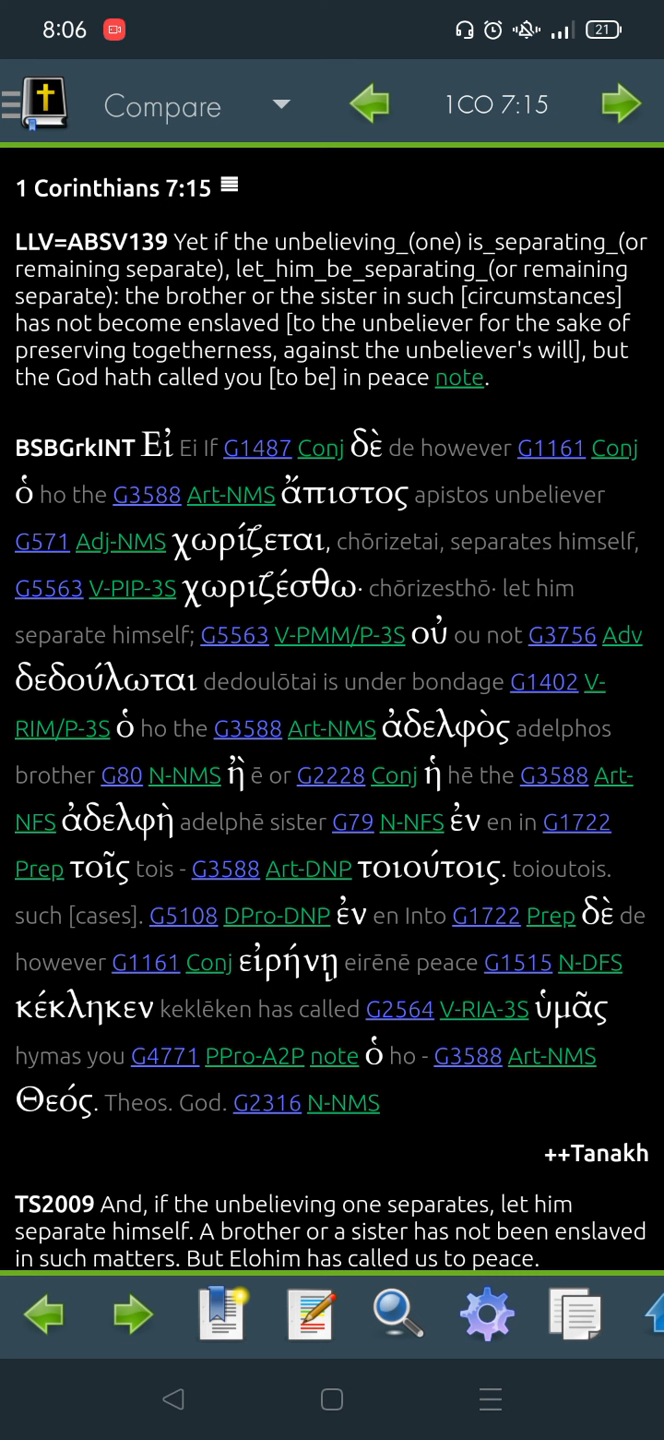 8:06 21
Compare 1CO 7:15
1 Corinthians 7:15
LLV=ABSV139 Yet if the unbelieving_(one) is_separating_(or
remaining separate), let_him_be_separating_(or remaining
separate): the brother or the sister in such [circumstances]
has not become enslaved [to the unbeliever for the sake of
preserving togetherness, against the unbeliever's will], but
the God hath called you [to be] in peace note.
BSBGrkINT Εἰ Ei If G1487 Conj δὲ de however G1161 Conj
ὁ ho the G3588 Art-NMS ἄπιστος apistos unbeliever
G571 Adj-NMS χωρίζεται, chōrizetai, separates himself,
G5563 V-PIP-3S χωριζέσθω· chōrizesthō· let him
separate himself; G5563 V-PMM/P-3S οὐ ou not G3756 Adv
δεδούλωται dedoulōtai is under bondage G1402 V-
RIM/P-3S ὁ ho the G3588 Art-NMS ἀδελφὸς adelphos
brother G80 N-NMS ἢ ē or G2228 Conj ἡ hē the G3588 Art-
NFS ἀδελφὴ adelphē sister G79 N-NFS ἐν en in G1722
Prep τοῖς tois - G3588 Art-DNP τοιούτοις. toioutois.
such [cases]. G5108 DPro-DNP ἐν en Into G1722 Prep δὲ de
however G1161 Conj εἰρήνῃ eirēnē peace G1515 N-DFS
κέκληκεν keklēken has called G2564 V-RIA-3S ὑμᾶς
hymas you G4771 PPro-A2P note ὁ ho - G3588 Art-NMS
Θεός. Theos. God. G2316 N-NMS
++Tanakh
TS2009 And, if the unbelieving one separates, let him
separate himself. A brother or a sister has not been enslaved
in such matters. But Elohim has called us to peace.